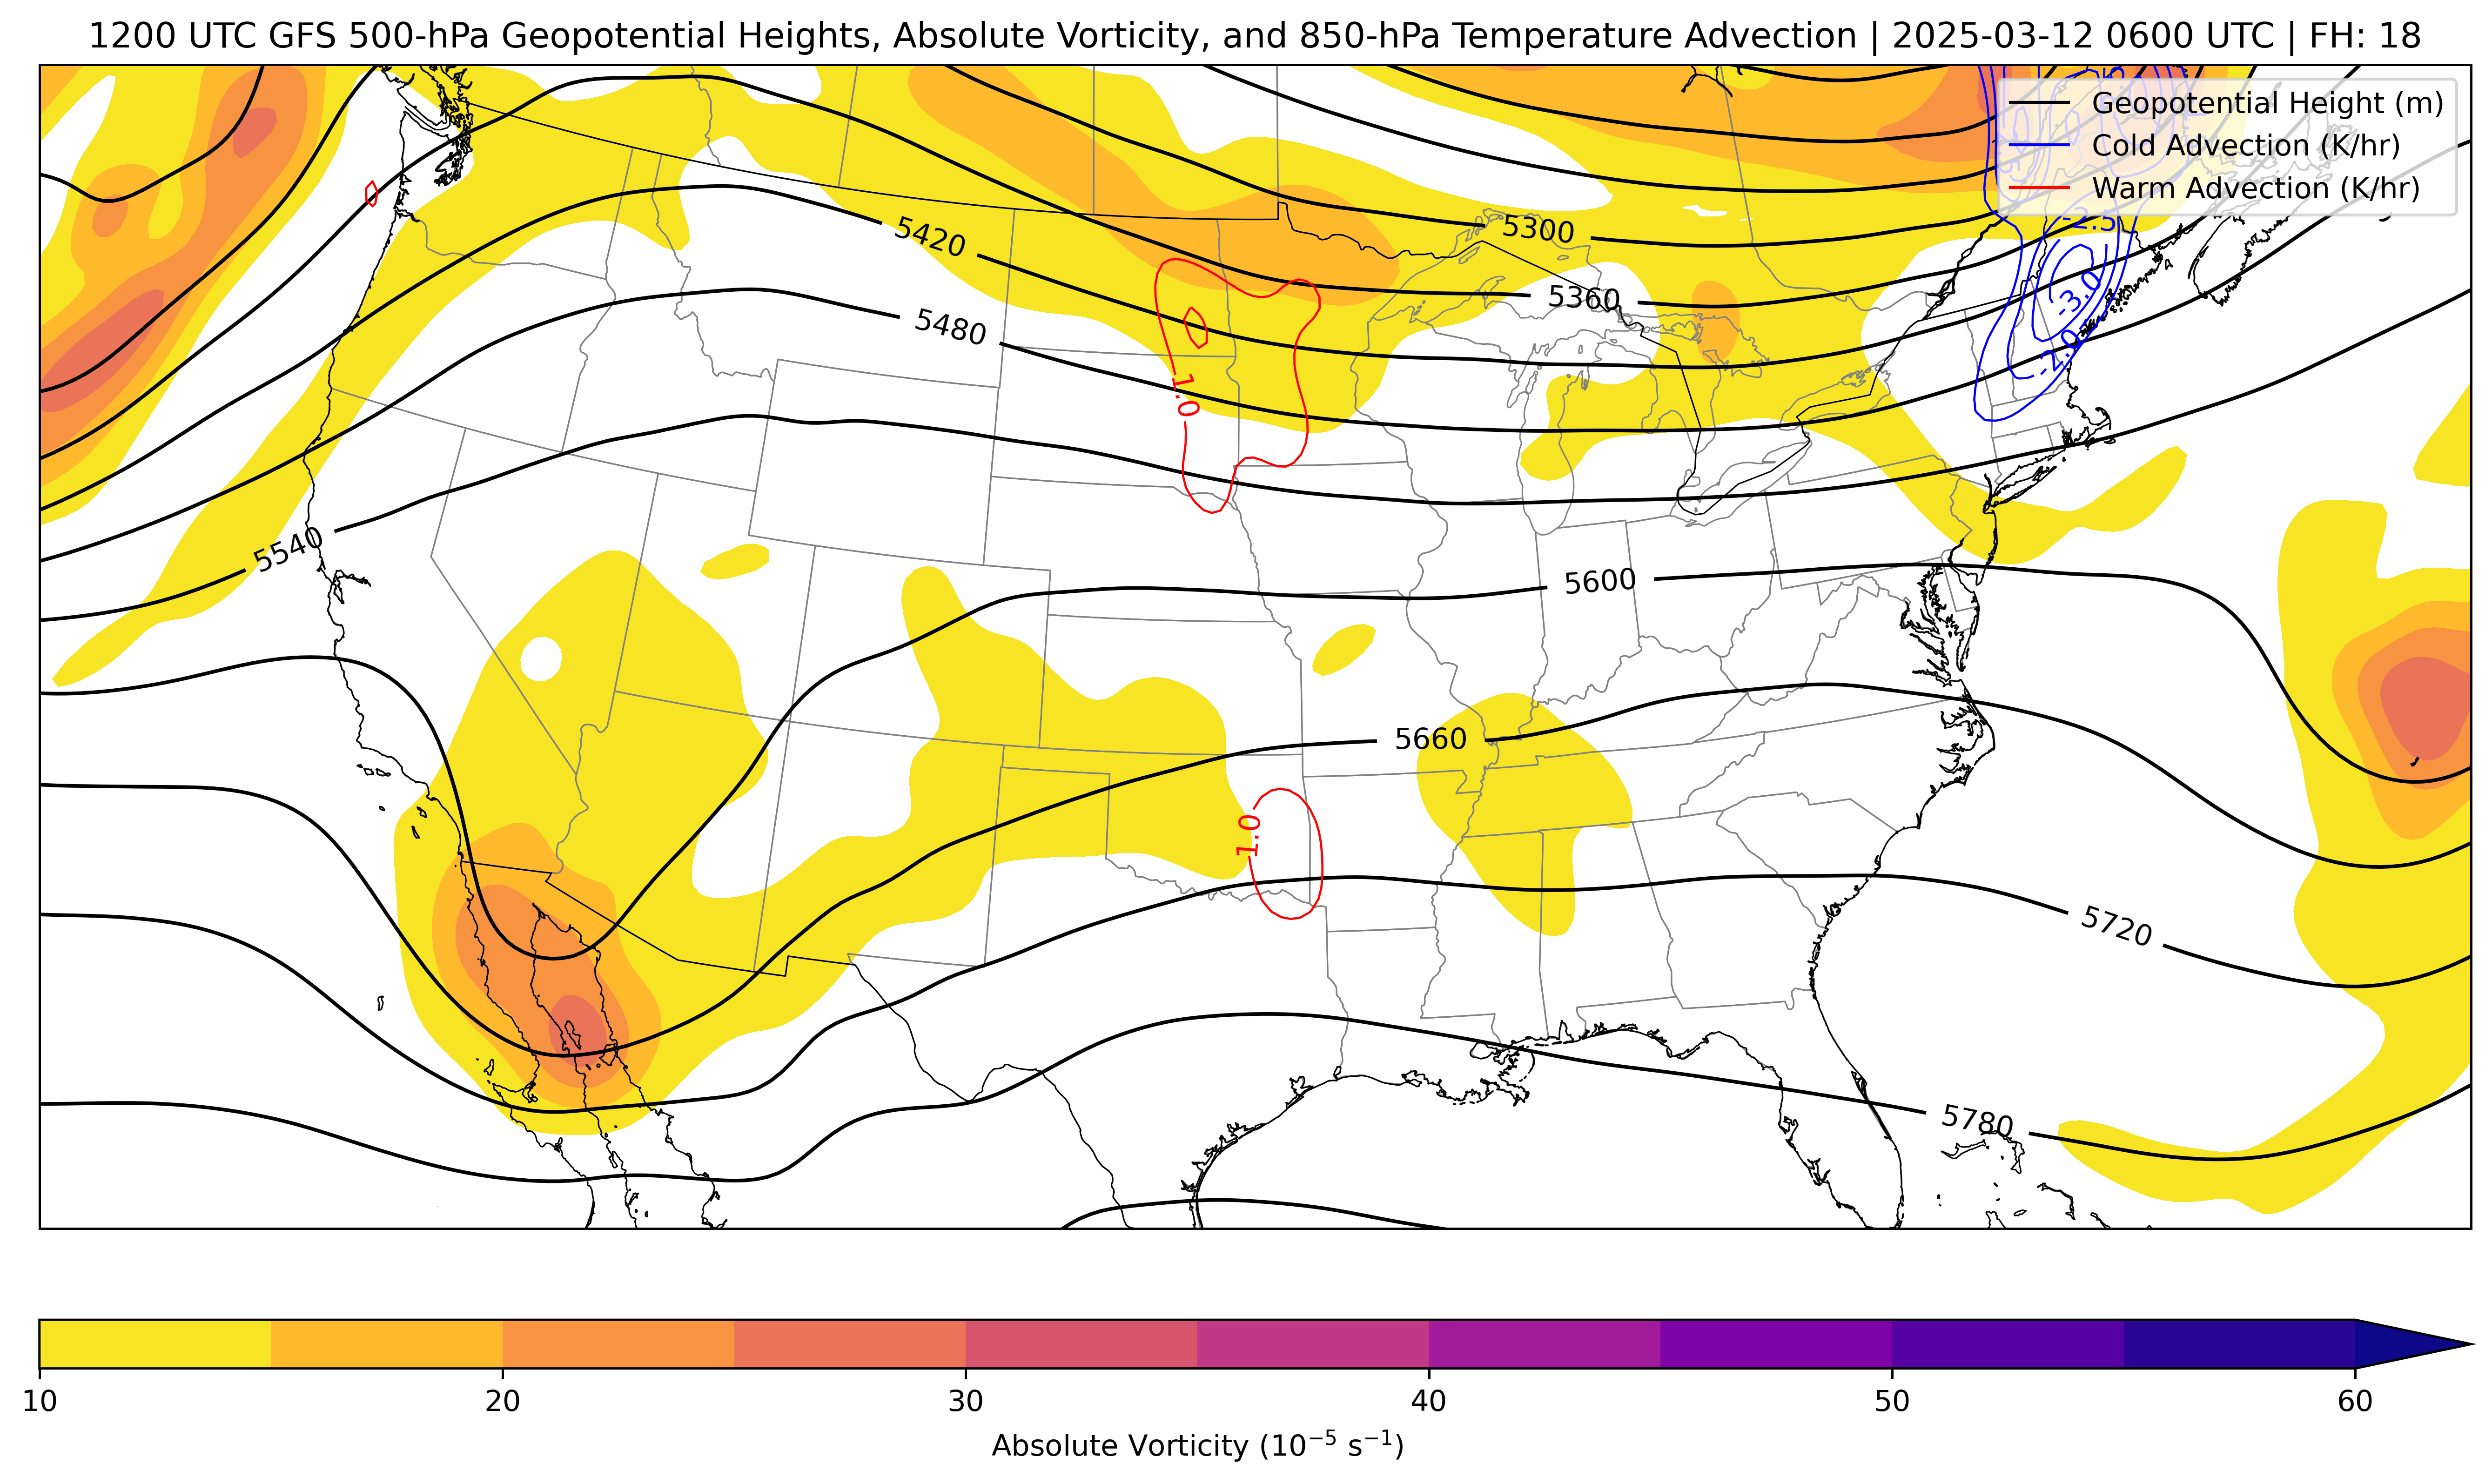 1200 UTC GFS 500-hPa Geopotential Heights, Absolute Vorticity, and 850-hPa Temperature Advection | 2025-03-12 0600 UTC | FH: 18
Geopotential Height (m)
Cold Advection (K/hr)
Warm Advection (K/hr)
-2.5
5300
5420
5360
-3.0
5480
-2.0
1.0
5540
5600
5660
1.0
5720
5780
10 20 30 40 50 60
Absolute Vorticity (10⁻⁵ s⁻¹)